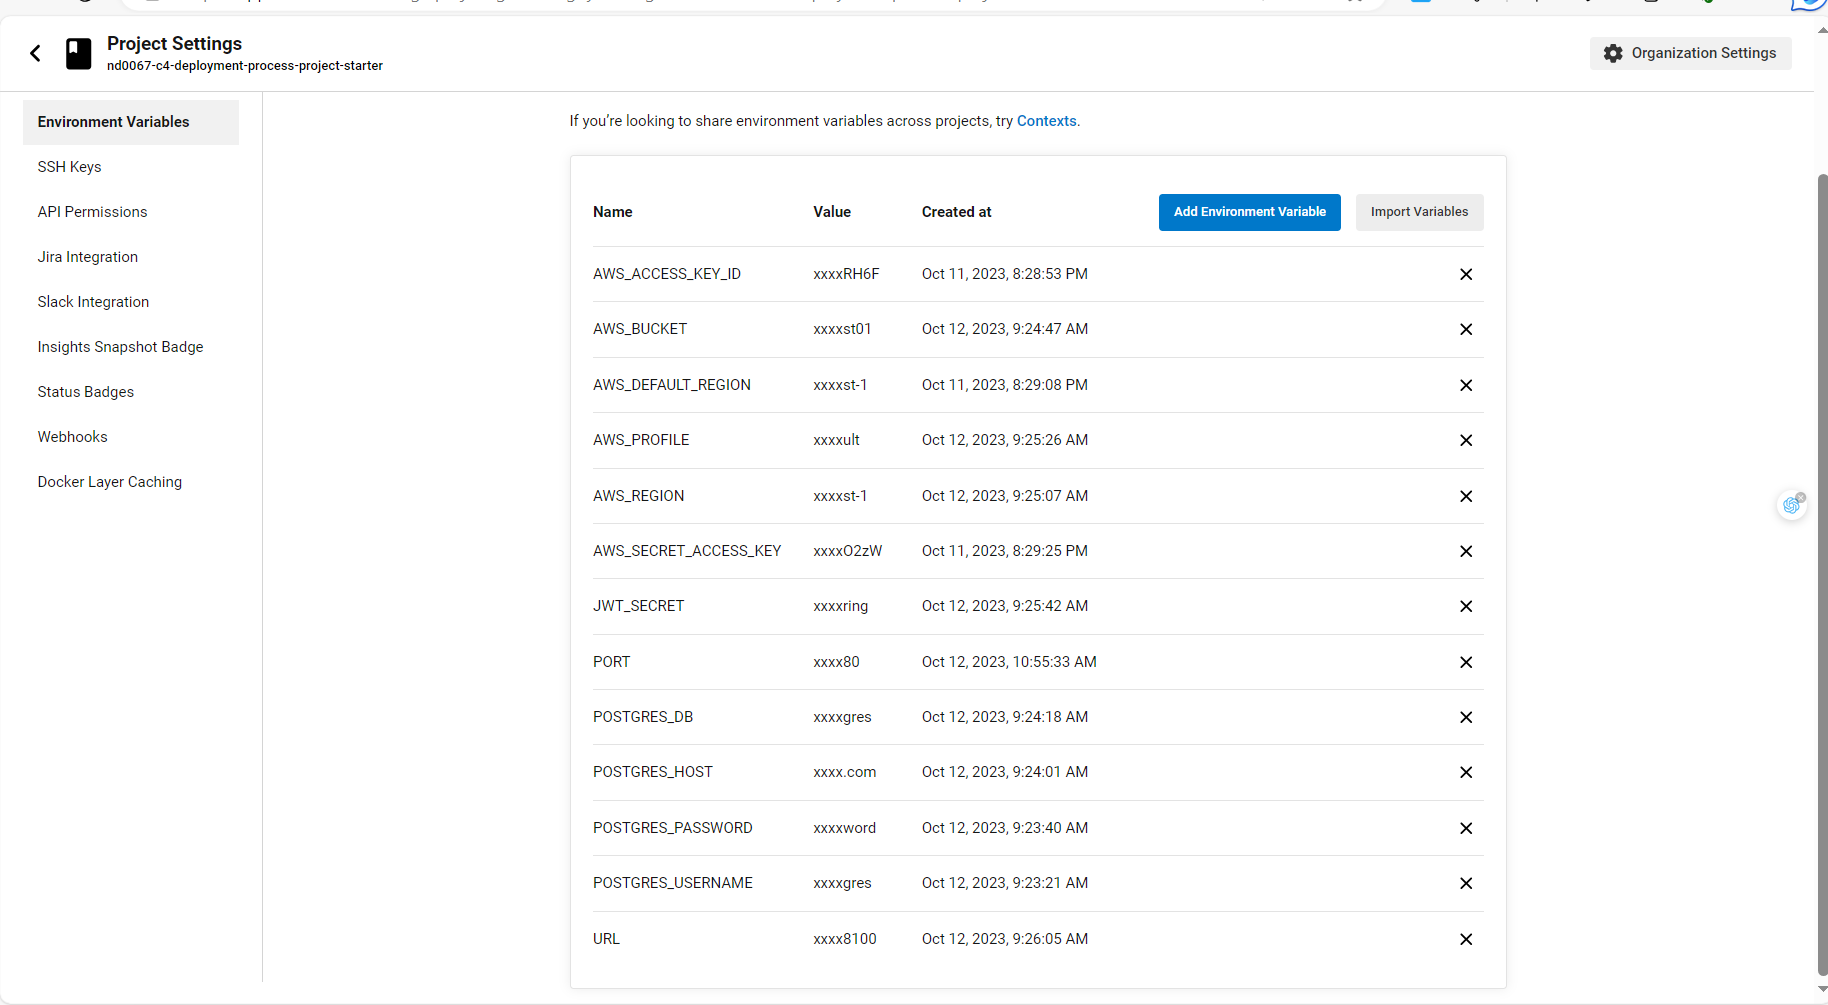 Project Settings
nd0067-c4-deployment-process-project-starter
Organization Settings
Environment Variables
SSH Keys
API Permissions
Jira Integration
Slack Integration
Insights Snapshot Badge
Status Badges
Webhooks
Docker Layer Caching
If you’re looking to share environment variables across projects, try Contexts.
Name Value Created at Add Environment Variable Import Variables
AWS_ACCESS_KEY_ID xxxxRH6F Oct 11, 2023, 8:28:53 PM
AWS_BUCKET xxxxst01 Oct 12, 2023, 9:24:47 AM
AWS_DEFAULT_REGION xxxxst-1 Oct 11, 2023, 8:29:08 PM
AWS_PROFILE xxxxult Oct 12, 2023, 9:25:26 AM
AWS_REGION xxxxst-1 Oct 12, 2023, 9:25:07 AM
AWS_SECRET_ACCESS_KEY xxxxO2zW Oct 11, 2023, 8:29:25 PM
JWT_SECRET xxxxring Oct 12, 2023, 9:25:42 AM
PORT xxxx80 Oct 12, 2023, 10:55:33 AM
POSTGRES_DB xxxxgres Oct 12, 2023, 9:24:18 AM
POSTGRES_HOST xxxx.com Oct 12, 2023, 9:24:01 AM
POSTGRES_PASSWORD xxxxword Oct 12, 2023, 9:23:40 AM
POSTGRES_USERNAME xxxxgres Oct 12, 2023, 9:23:21 AM
URL xxxx8100 Oct 12, 2023, 9:26:05 AM